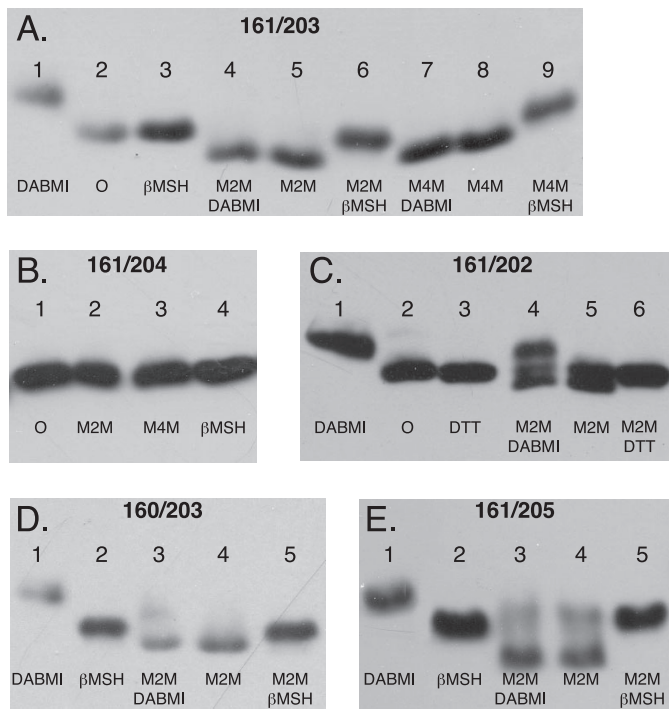 A. 161/203
1 2 3 4 5 6 7 8 9
DABMI O βMSH M2M M2M M2M M4M M4M M4M
DABMI βMSH DABMI βMSH
B. 161/204
1 2 3 4
O M2M M4M βMSH
C. 161/202
1 2 3 4 5 6
DABMI O DTT M2M M2M M2M
DABMI DTT
D. 160/203
1 2 3 4 5
DABMI βMSH M2M M2M M2M
DABMI βMSH
E. 161/205
1 2 3 4 5
DABMI βMSH M2M M2M M2M
DABMI βMSH